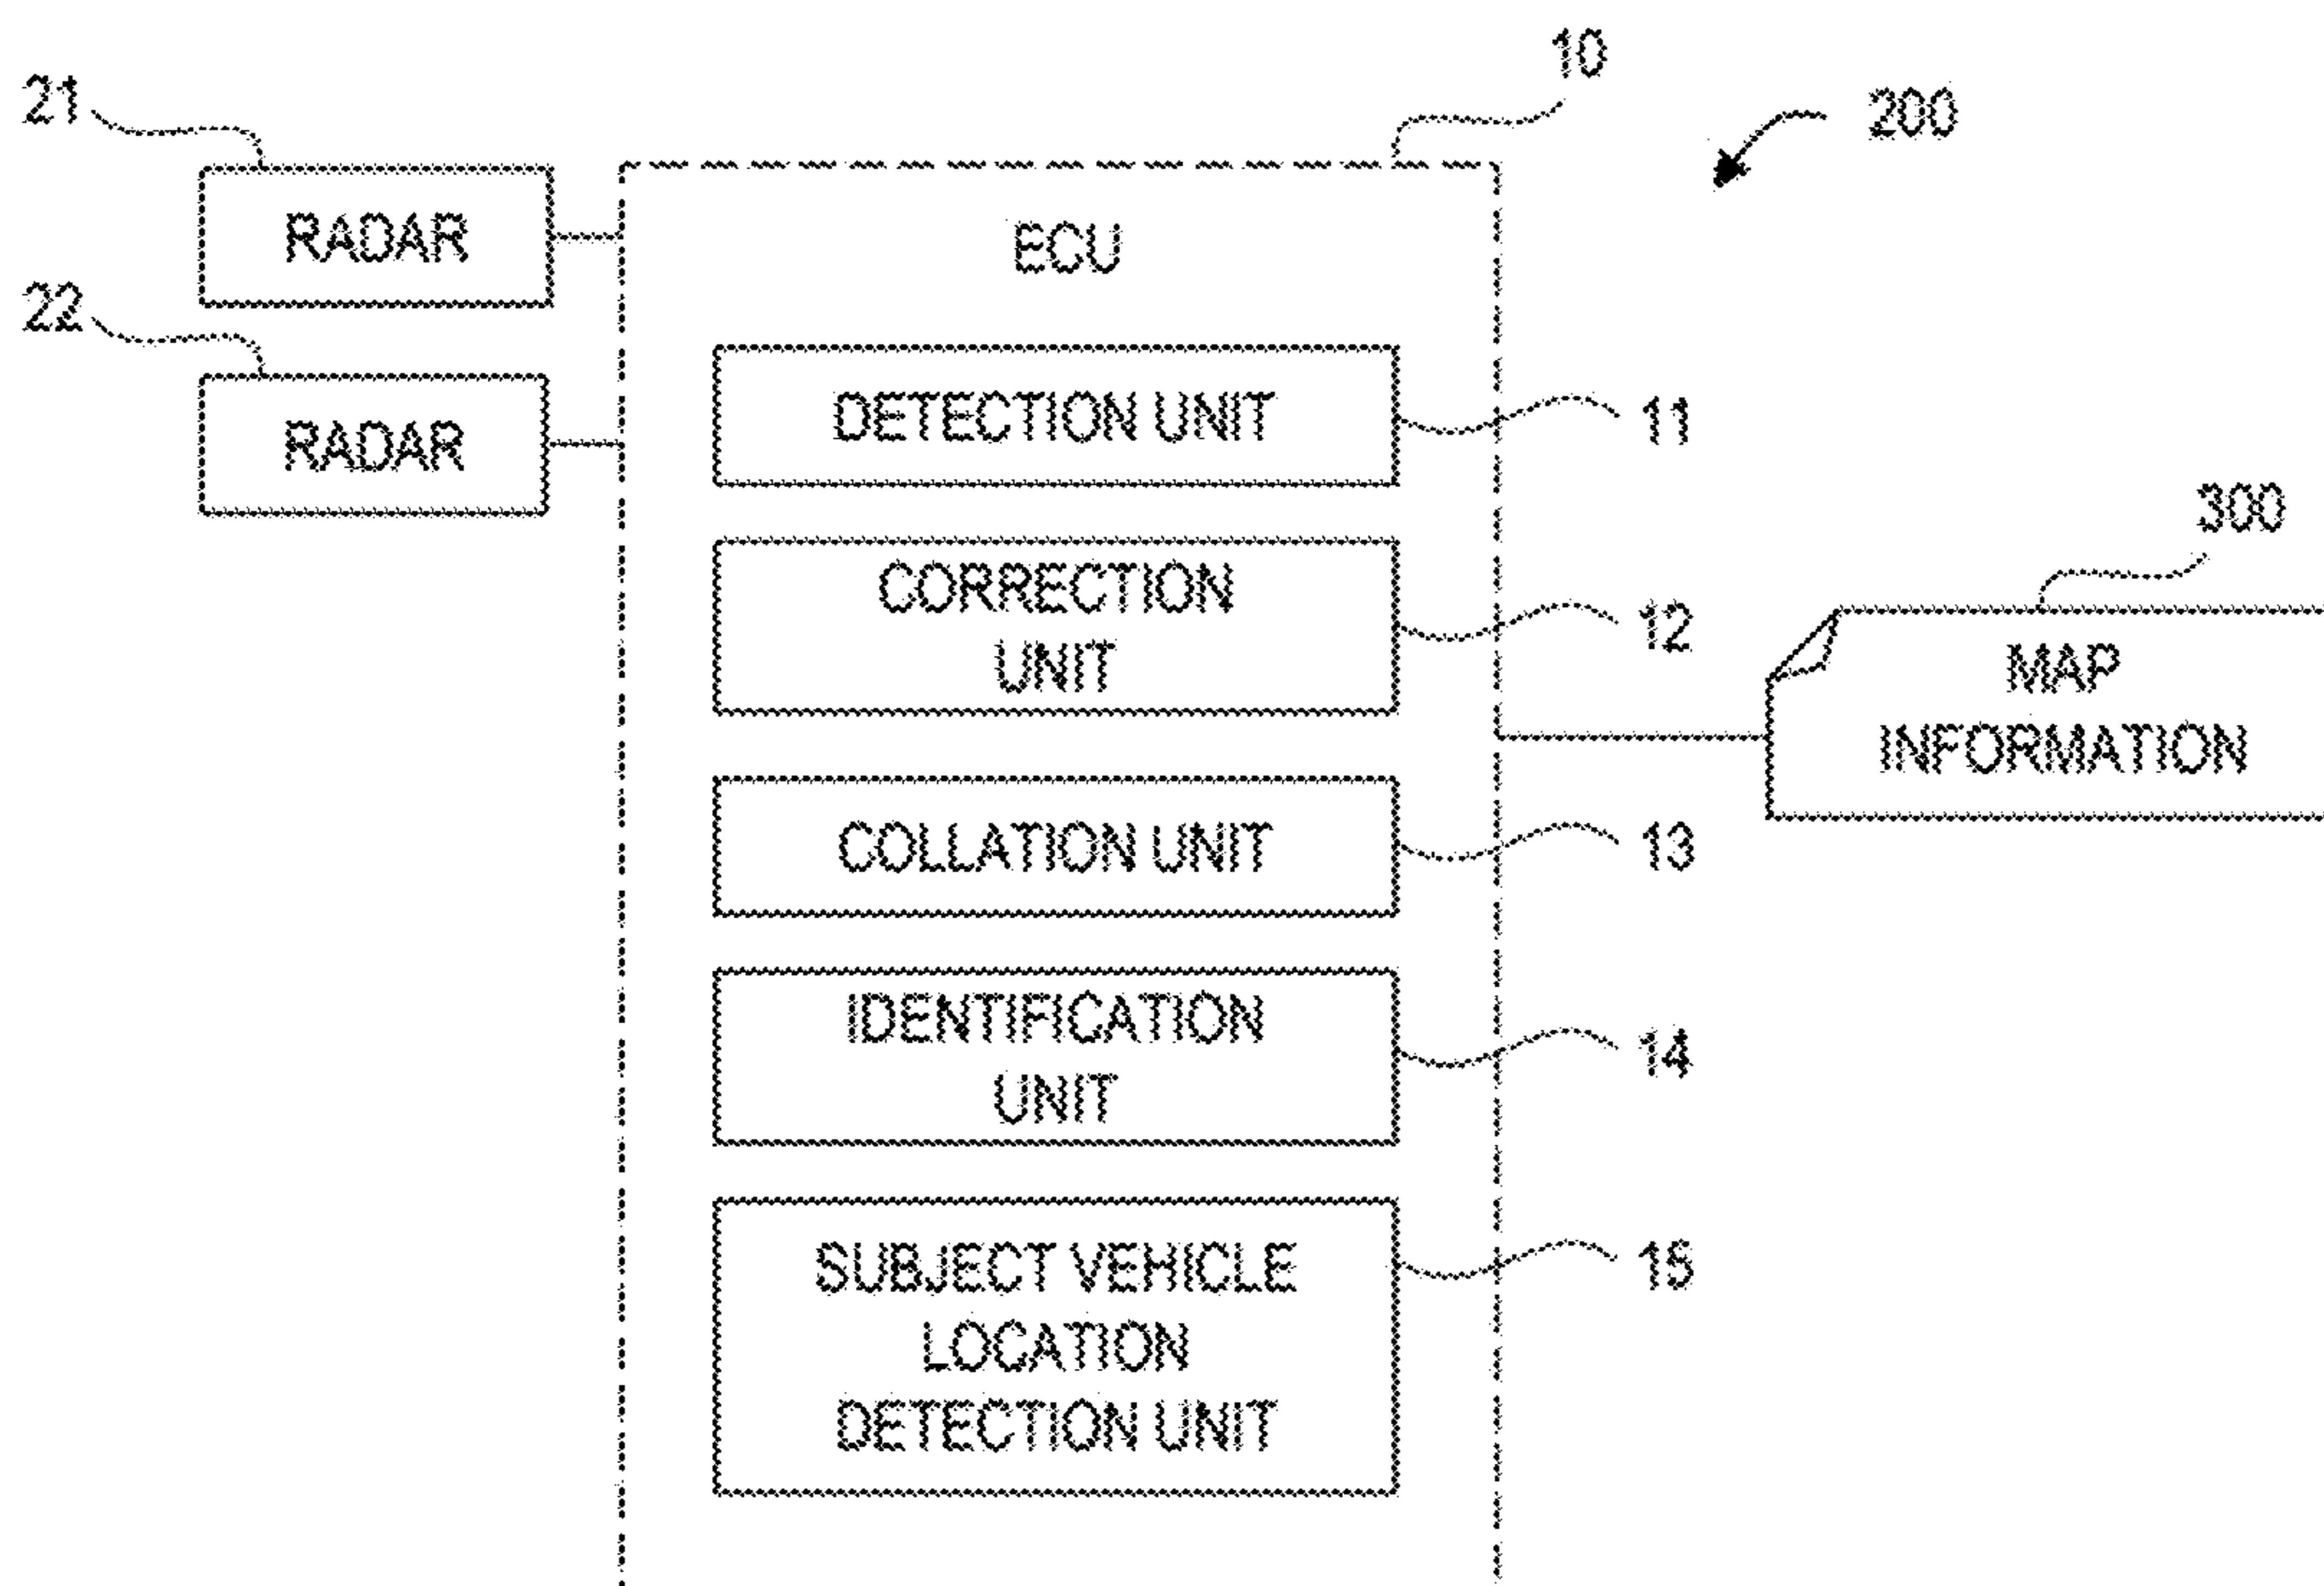 10
200
21
RADAR
ECU
22
RADAR
DETECTION UNIT
11
300
CORRECTION
UNIT
12
MAP
INFORMATION
COLLATION UNIT
13
IDENTIFICATION
UNIT
14
SUBJECT VEHICLE
LOCATION
DETECTION UNIT
15